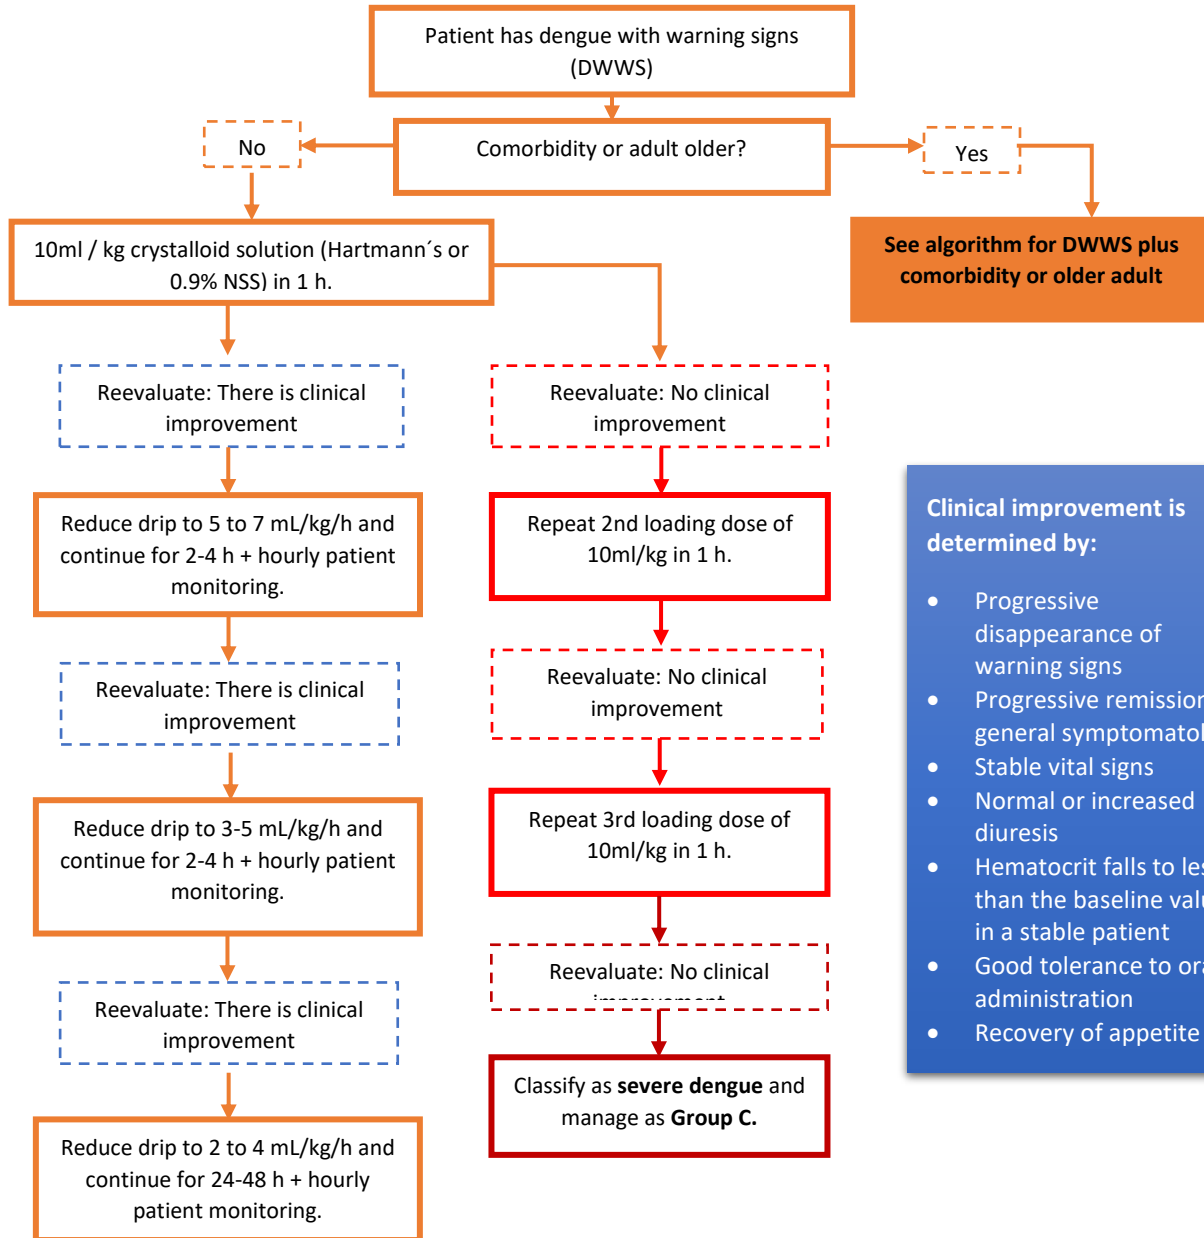 Patient has dengue with warning signs
(DWWS)
Comorbidity or adult older?
No
Yes
10ml / kg crystalloid solution (Hartmann´s or
0.9% NSS) in 1 h.
See algorithm for DWWS plus
comorbidity or older adult
Reevaluate: There is clinical
improvement
Reduce drip to 5 to 7 mL/kg/h and
continue for 2-4 h + hourly patient
monitoring.
Reevaluate: There is clinical
improvement
Reduce drip to 3-5 mL/kg/h and
continue for 2-4 h + hourly patient
monitoring.
Reevaluate: There is clinical
improvement
Reduce drip to 2 to 4 mL/kg/h and
continue for 24-48 h + hourly
patient monitoring.
Reevaluate: No clinical
improvement
Repeat 2nd loading dose of
10ml/kg in 1 h.
Reevaluate: No clinical
improvement
Repeat 3rd loading dose of
10ml/kg in 1 h.
Reevaluate: No clinical
Classify as severe dengue and
manage as Group C.
Clinical improvement is
determined by:
• Progressive
disappearance of
warning signs
• Progressive remission
general
• Stable vital signs
• Normal or increased
diuresis
• Hematocrit falls to
than the baseline
in a stable patient
• Good tolerance to
administration
• Recovery of appetite